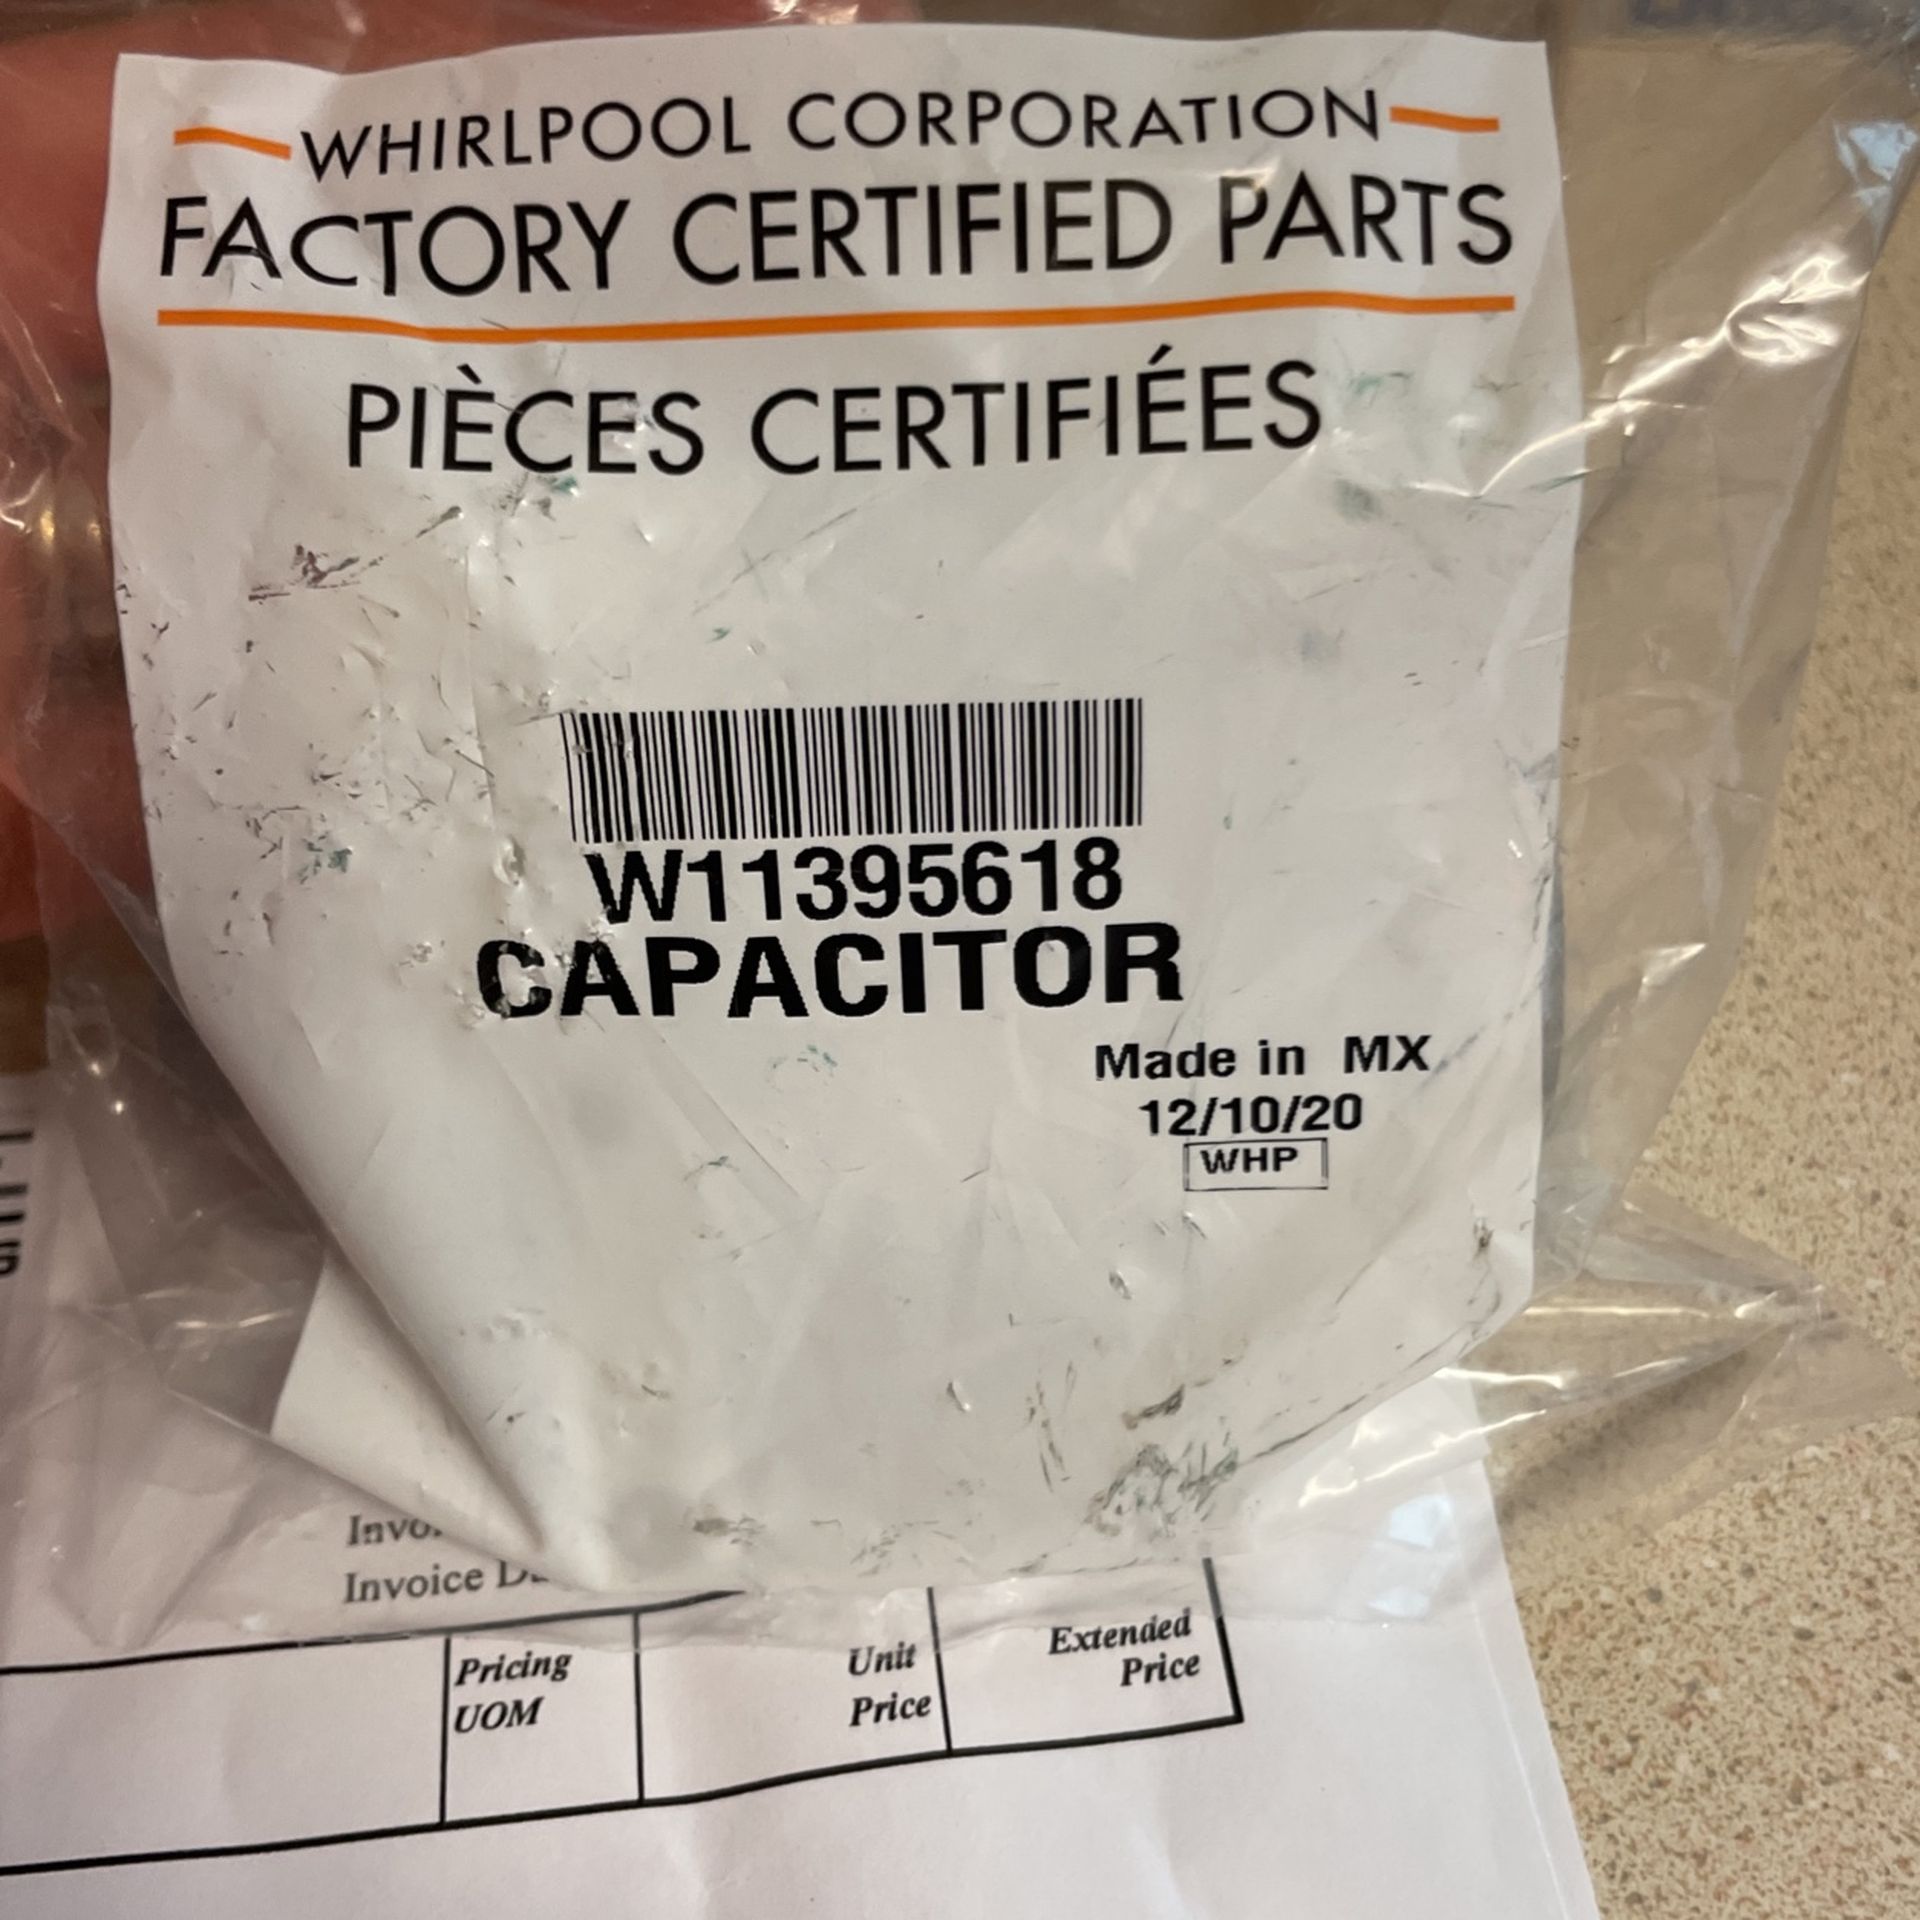 WHIRLPOOL CORPORATION
FACTORY CERTIFIED PARTS
PIÈCES CERTIFIÉES
W11395618
CAPACITOR
Made in MX
12/10/20
WHP
Invoice
Pricing UOM
Unit Price
Extended Price